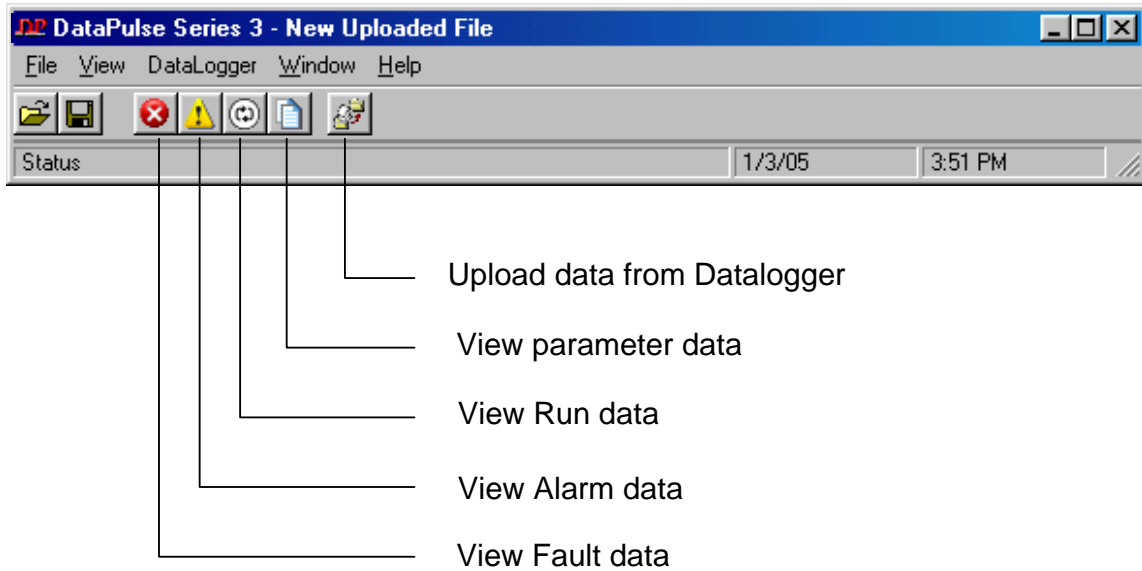 DP DataPulse Series 3 - New Uploaded File
File View DataLogger Window Help
Status 1/3/05 3:51 PM
Upload data from Datalogger
View parameter data
View Run data
View Alarm data
View Fault data